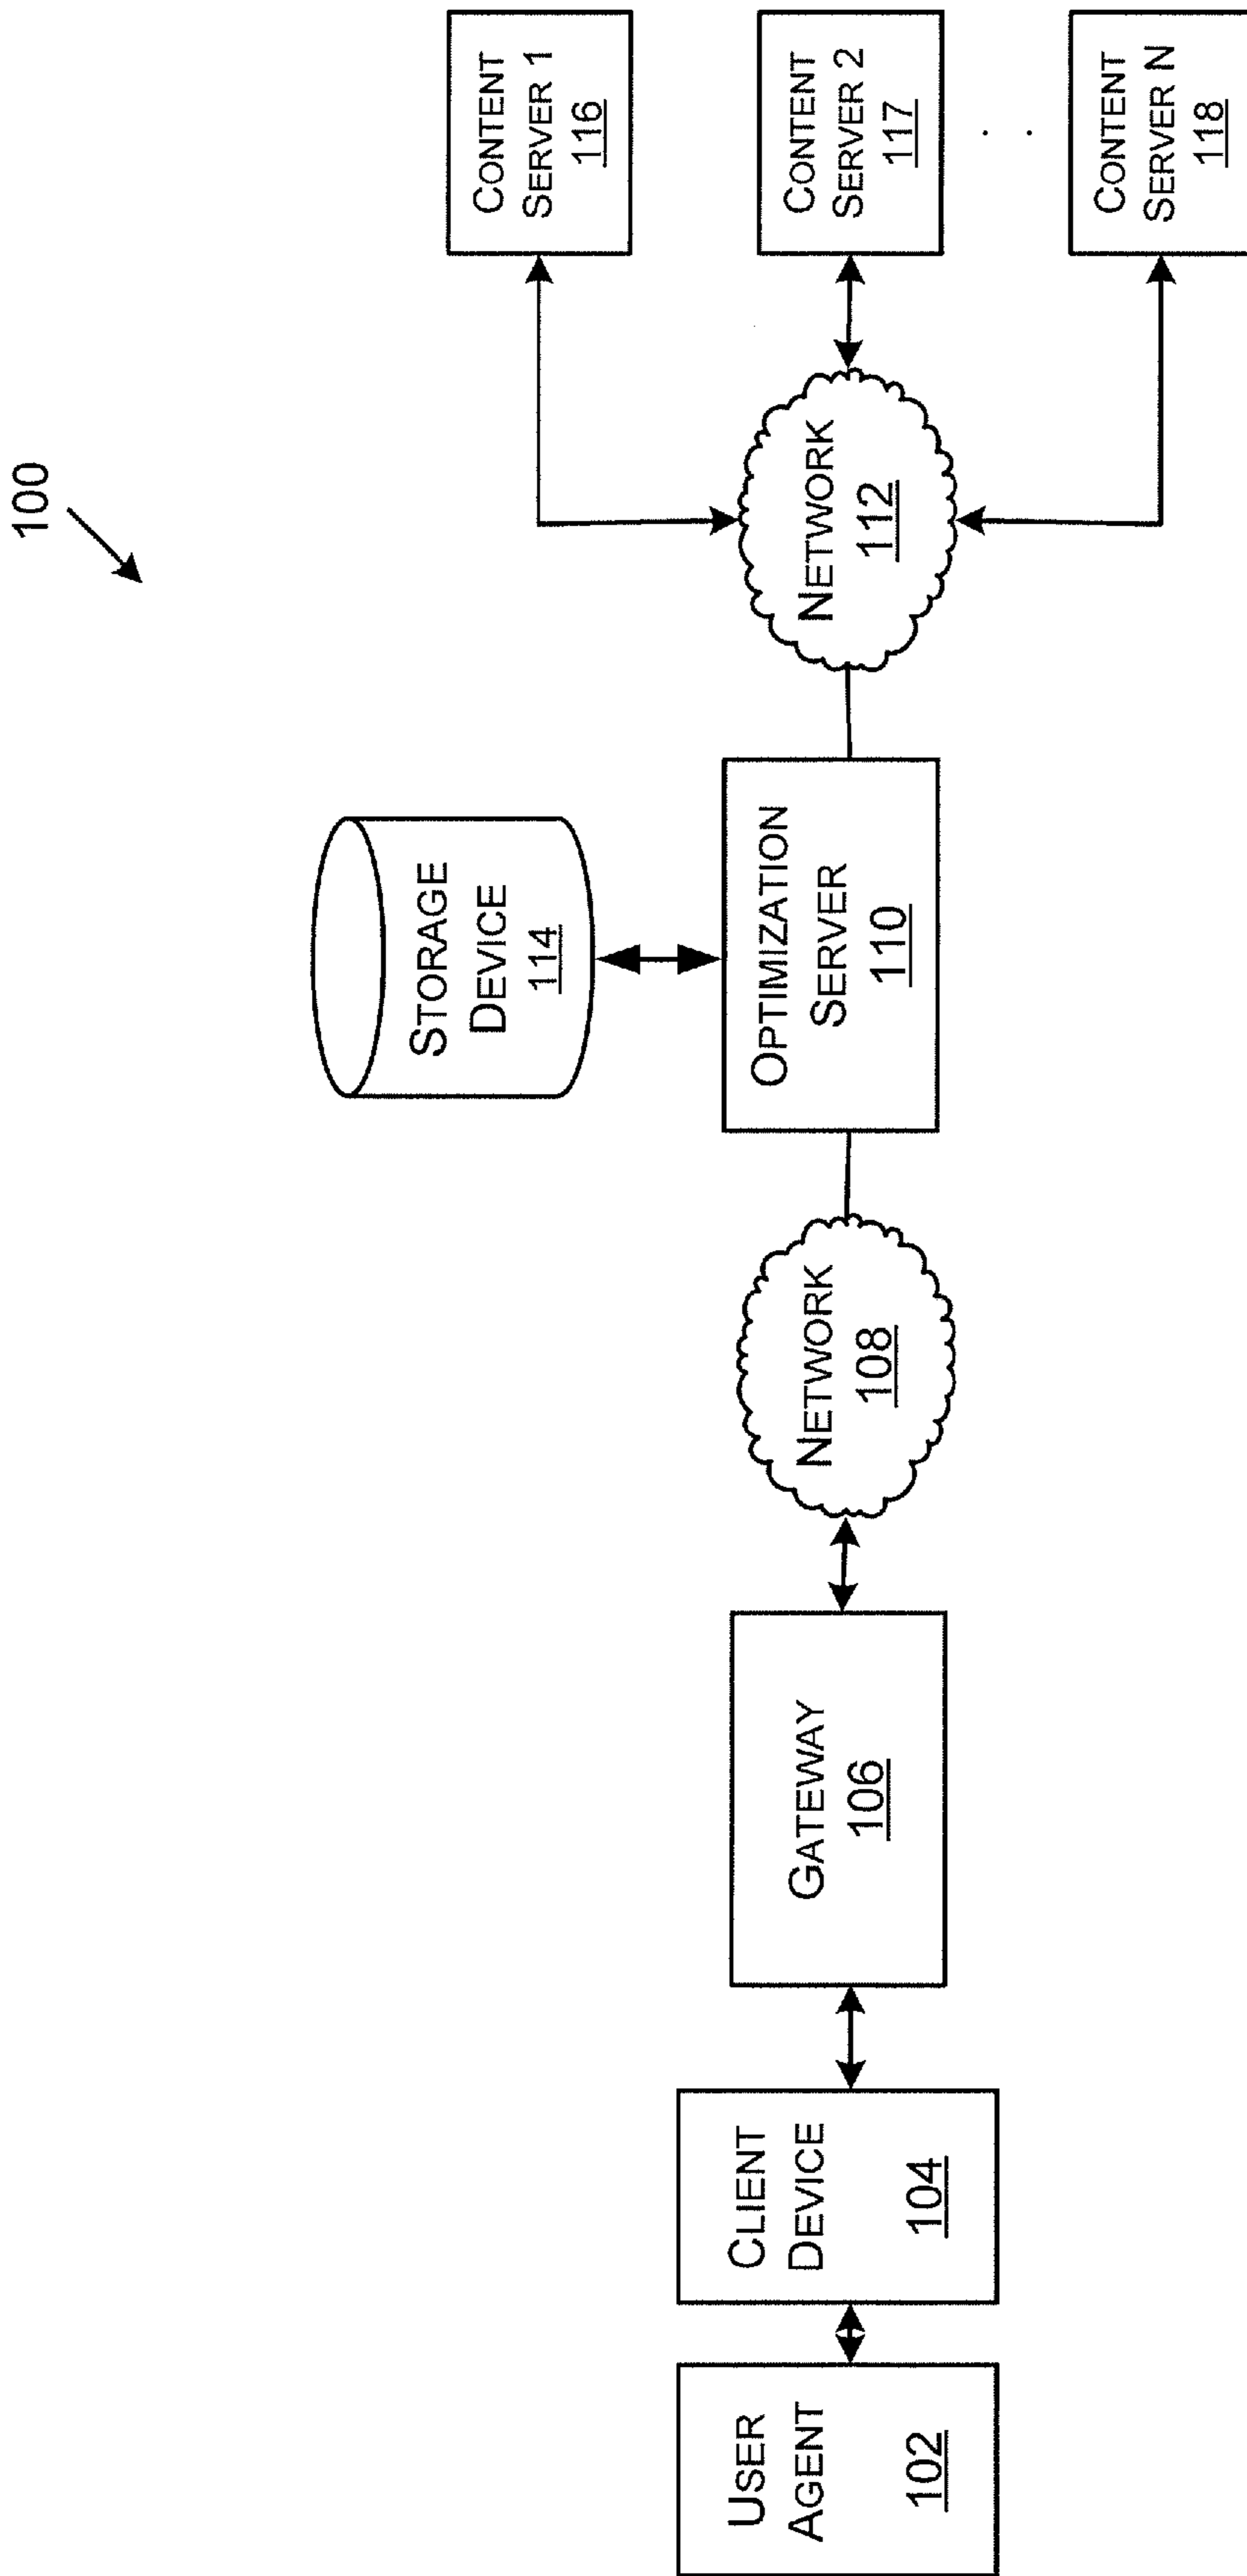 100
USER
AGENT
102
CLIENT
DEVICE
104
GATEWAY
106
NETWORK
108
STORAGE
DEVICE
114
OPTIMIZATION
SERVER
110
NETWORK
112
CONTENT
SERVER 1
116
CONTENT
SERVER 2
117
. .
CONTENT
SERVER N
118